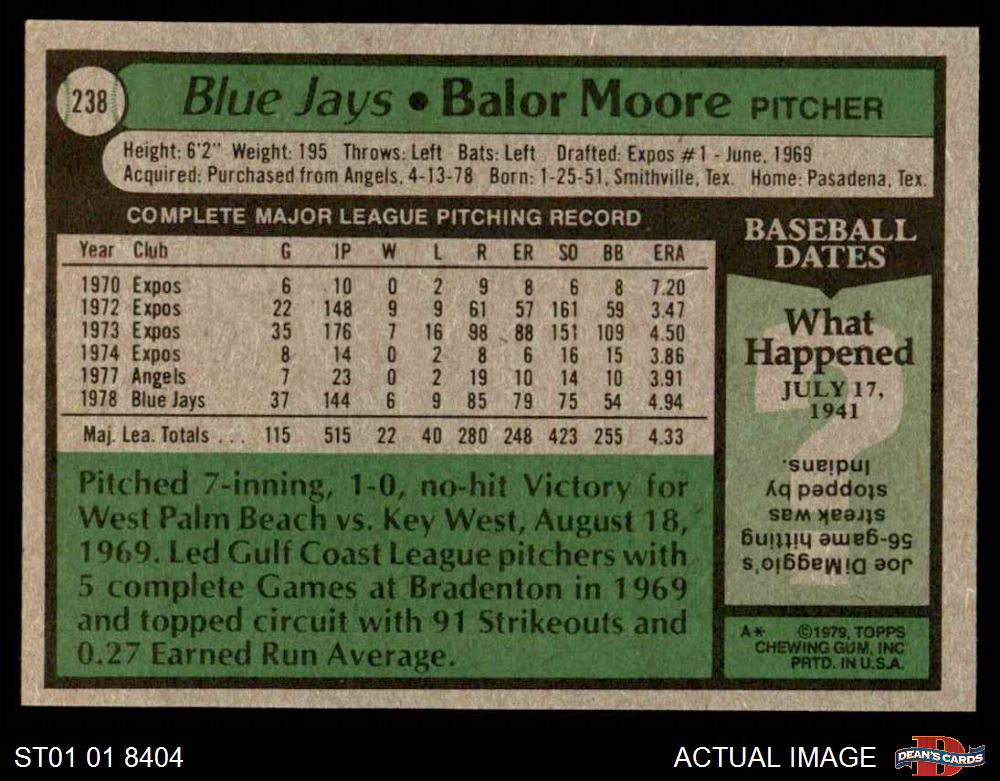 238
Blue Jays • Balor Moore PITCHER
Height: 6'2" Weight: 195 Throws: Left Bats: Left Drafted: Expos #1 - June, 1969
Acquired: Purchased from Angels, 4-13-78 Born: 1-25-51, Smithville, Tex. Home: Pasadena, Tex.
COMPLETE MAJOR LEAGUE PITCHING RECORD
Year Club G IP W L R ER SO BB ERA
1970 Expos 6 10 0 2 9 8 6 8 7.20
1972 Expos 22 148 9 9 61 57 161 59 3.47
1973 Expos 35 176 7 16 98 88 151 109 4.50
1974 Expos 8 14 0 2 8 6 16 15 3.86
1977 Angels 7 23 0 2 19 10 14 10 3.91
1978 Blue Jays 37 144 6 9 85 79 75 54 4.94
Maj. Lea. Totals . . . 115 515 22 40 280 248 423 255 4.33
Pitched 7-inning, 1-0, no-hit Victory for
West Palm Beach vs. Key West, August 18,
1969. Led Gulf Coast League pitchers with
5 complete Games at Bradenton in 1969
and topped circuit with 91 Strikeouts and
0.27 Earned Run Average.
BASEBALL
DATES
What
Happened
JULY 17,
1941
?
Joe DiMaggio's
56-game hitting
streak was
stopped by
Indians.
A* ©1979, TOPPS
CHEWING GUM, INC
PRTD. IN U.S.A.
ST01 01 8404
ACTUAL IMAGE
D
DEAN'S CARDS